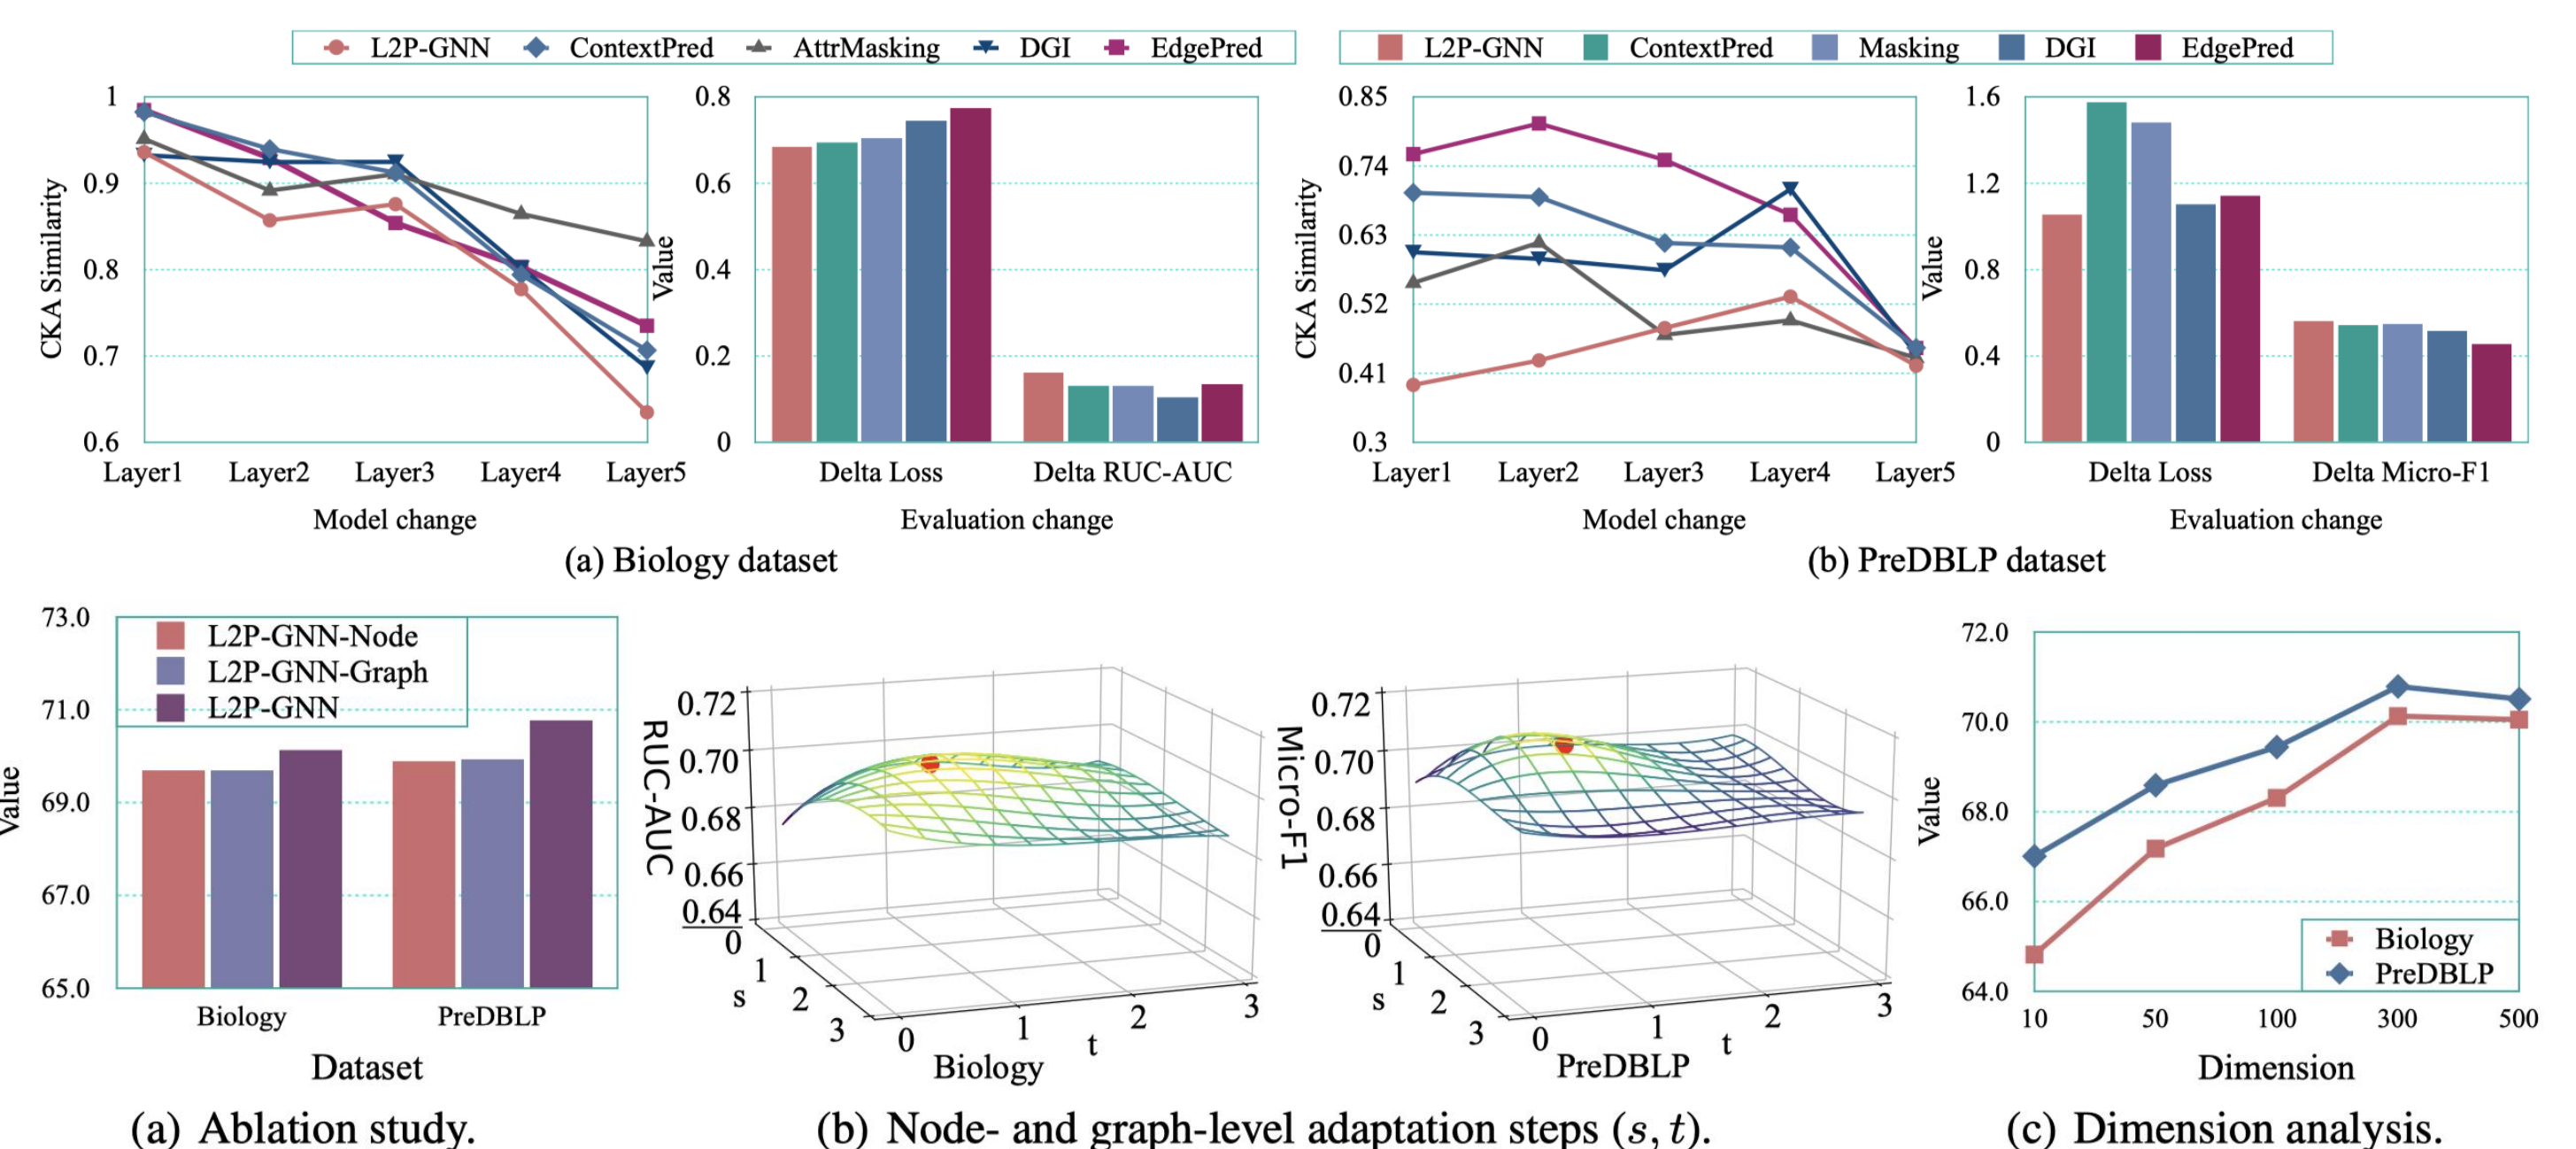 L2P-GNN ContextPred AttrMasking DGI EdgePred
1
0.9
0.8
0.7
0.6
CKA Similarity
Layer1 Layer2 Layer3 Layer4 Layer5
Model change
0.8
0.6
0.4
0.2
0
Value
Delta Loss Delta RUC-AUC
Evaluation change
(a) Biology dataset
L2P-GNN ContextPred Masking DGI EdgePred
0.85
0.74
0.63
0.52
0.41
0.3
CKA Similarity
Layer1 Layer2 Layer3 Layer4 Layer5
Model change
1.6
1.2
0.8
0.4
0
Value
Delta Loss Delta Micro-F1
Evaluation change
(b) PreDBLP dataset
73.0
71.0
69.0
67.0
65.0
Value
L2P-GNN-Node
L2P-GNN-Graph
L2P-GNN
Biology PreDBLP
Dataset
(a) Ablation study.
RUC-AUC
0.72
0.70
0.68
0.66
0.64
0
1
2
3
s
0 1 2 3
t
Biology
Micro-F1
0.72
0.70
0.68
0.66
0.64
0
1
2
3
s
0 1 2 3
t
PreDBLP
(b) Node- and graph-level adaptation steps (s, t).
72.0
70.0
68.0
66.0
64.0
Value
Biology
PreDBLP
10 50 100 300 500
Dimension
(c) Dimension analysis.